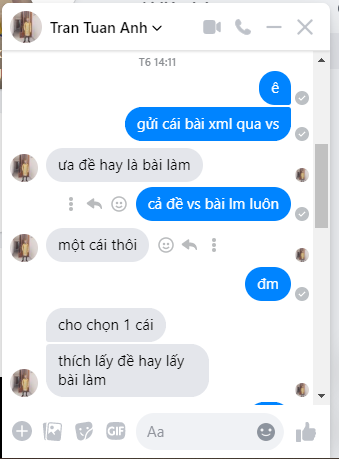 Tran Tuan Anh
T6 14:11
ê
gửi cái bài xml qua vs
ưa đề hay là bài làm
cả đề vs bài lm luôn
một cái thôi
đm
cho chọn 1 cái
thích lấy đề hay lấy
bài làm
GIF
Aa